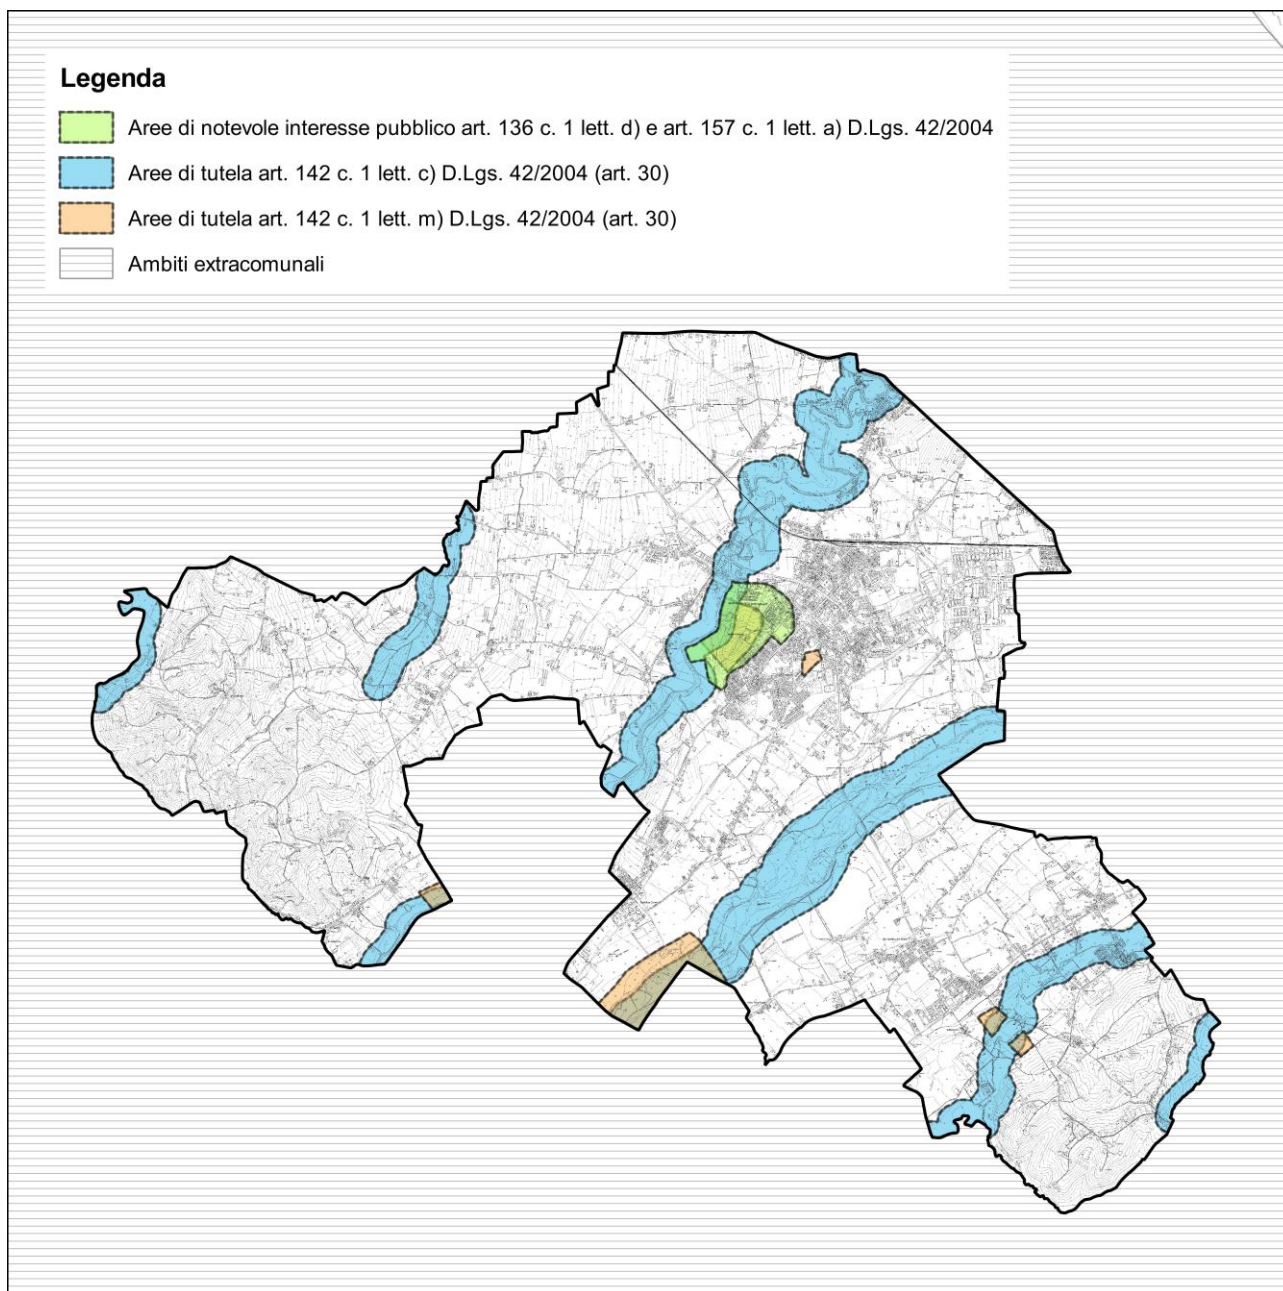 Legenda
Aree di notevole interesse pubblico art. 136 c. 1 lett. d) e art. 157 c. 1 lett. a) D.Lgs. 42/2004
Aree di tutela art. 142 c. 1 lett. c) D.Lgs. 42/2004 (art. 30)
Aree di tutela art. 142 c. 1 lett. m) D.Lgs. 42/2004 (art. 30)
Ambiti extracomunali